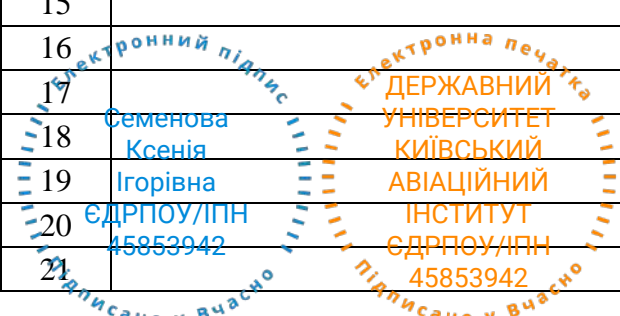 15
16
17
18
19
20
21
Електронний підпис
Семенова
Ксенія
Ігорівна
ЄДРПОУ/ІПН
45853942
Підписано у Вчасно
Електронна печатка
ДЕРЖАВНИЙ
УНІВЕРСИТЕТ
КИЇВСЬКИЙ
АВІАЦІЙНИЙ
ІНСТИТУТ
ЄДРПОУ/ІПН
45853942
Підписано у Вчасно